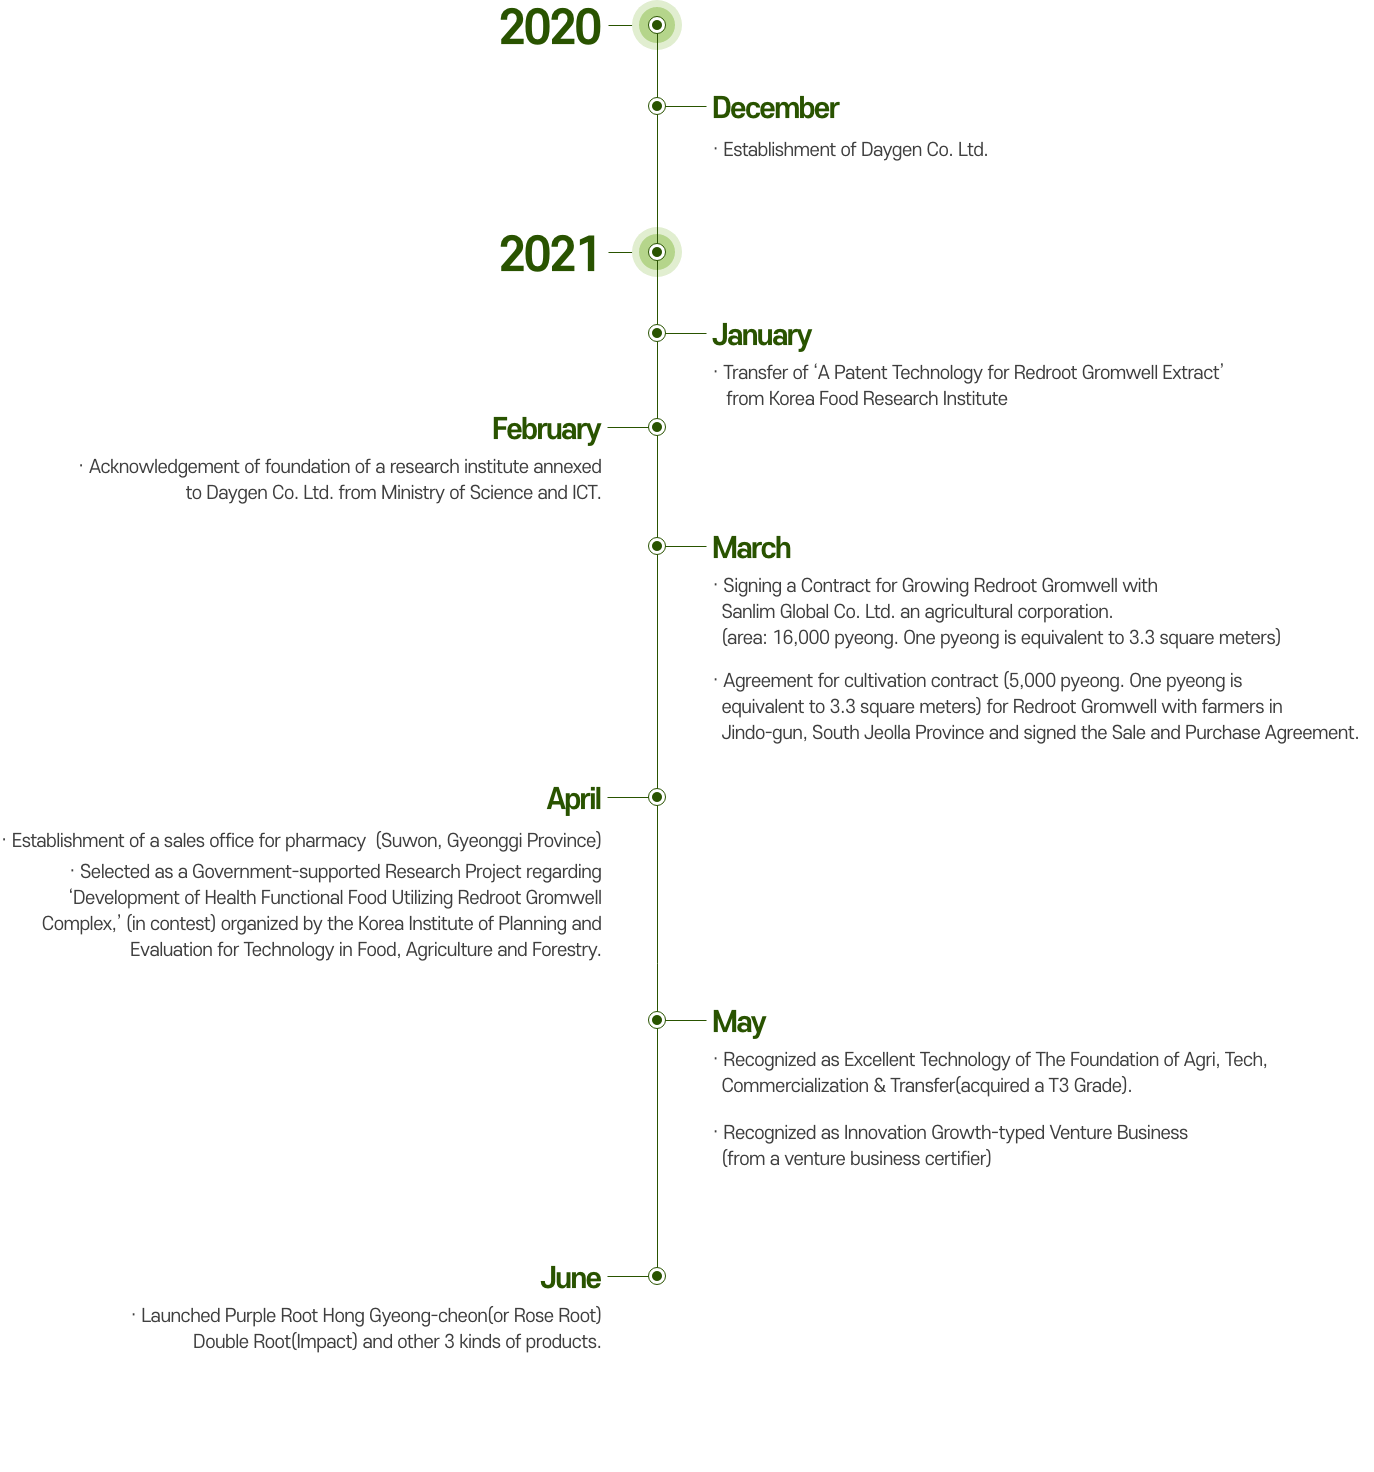 2020
December
· Establishment of Daygen Co. Ltd.
2021
January
· Transfer of ‘A Patent Technology for Redroot Gromwell Extract’
from Korea Food Research Institute
February
· Acknowledgement of foundation of a research institute annexed
to Daygen Co. Ltd. from Ministry of Science and ICT.
March
· Signing a Contract for Growing Redroot Gromwell with
Sanlim Global Co. Ltd. an agricultural corporation.
(area: 16,000 pyeong. One pyeong is equivalent to 3.3 square meters)
· Agreement for cultivation contract (5,000 pyeong. One pyeong is
equivalent to 3.3 square meters) for Redroot Gromwell with farmers in
Jindo-gun, South Jeolla Province and signed the Sale and Purchase Agreement.
April
· Establishment of a sales office for pharmacy (Suwon, Gyeonggi Province)
· Selected as a Government-supported Research Project regarding
‘Development of Health Functional Food Utilizing Redroot Gromwell
Complex,’ (in contest) organized by the Korea Institute of Planning and
Evaluation for Technology in Food, Agriculture and Forestry.
May
· Recognized as Excellent Technology of The Foundation of Agri, Tech,
Commercialization & Transfer(acquired a T3 Grade).
· Recognized as Innovation Growth-typed Venture Business
(from a venture business certifier)
June
· Launched Purple Root Hong Gyeong-cheon(or Rose Root)
Double Root(Impact) and other 3 kinds of products.